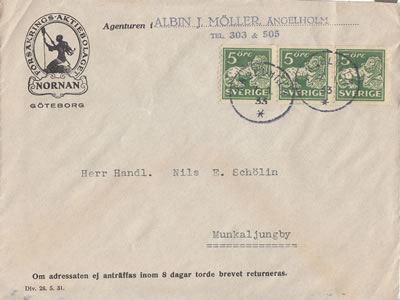 Agenturen i ALBIN J. MÖLLER, ÄNGELHOLM
TEL. 303 & 505
FÖRSÄKRINGS-AKTIEBOLAGET
NORNAN
GÖTEBORG
5 ÖRE 5 ÖRE 5 ÖRE
SVERIGE SVERIGE SVERIGE
33 33
Herr Handl. Nils E. Schölin
Munkaljungby
Om adressaten ej anträffas inom 8 dagar torde brevet returneras.
Div. 28. 5. 31.